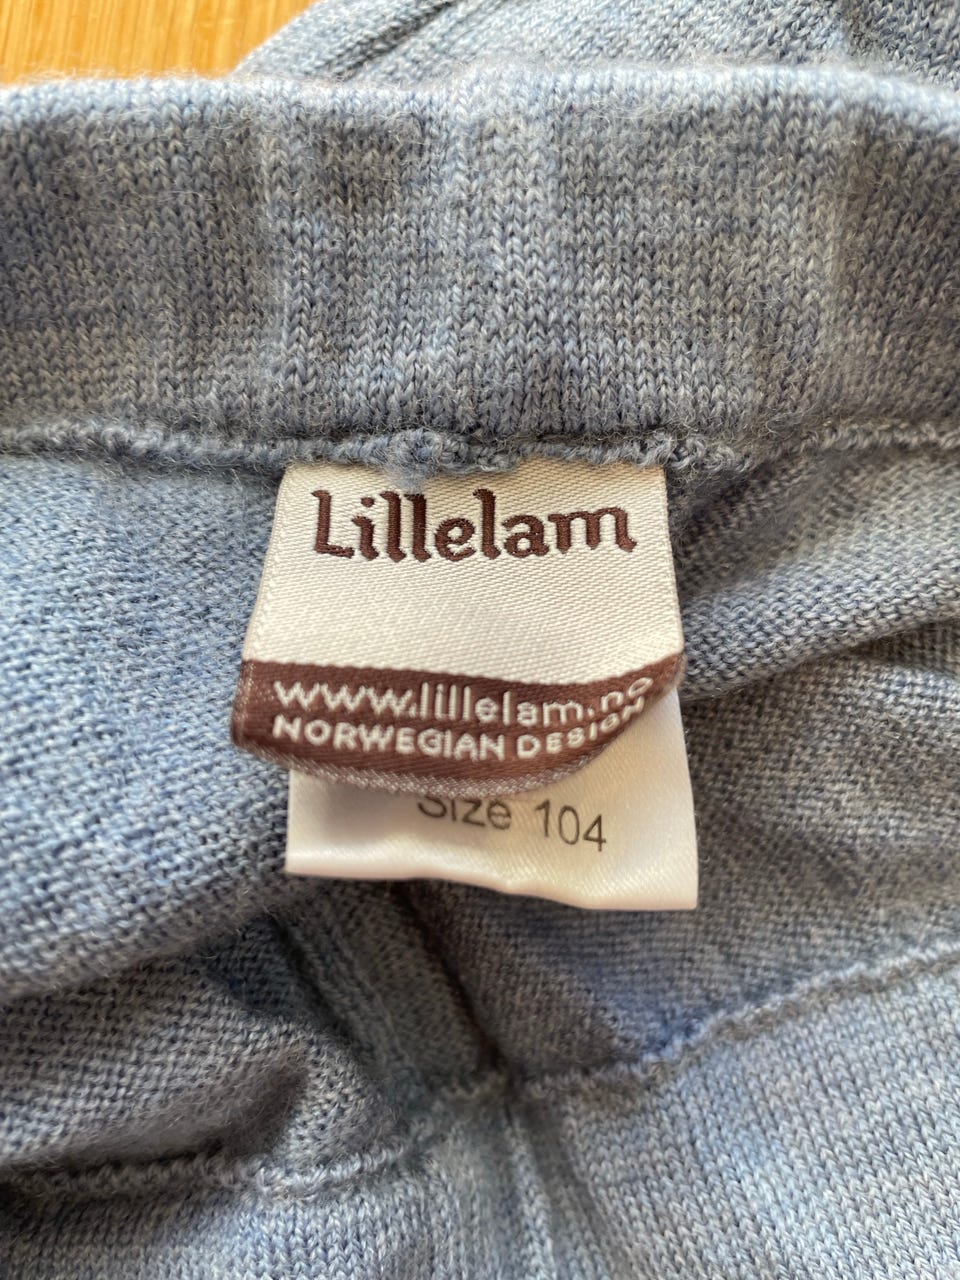 Lillelam
www.lillelam.no
NORWEGIAN DESIGN
Size 104